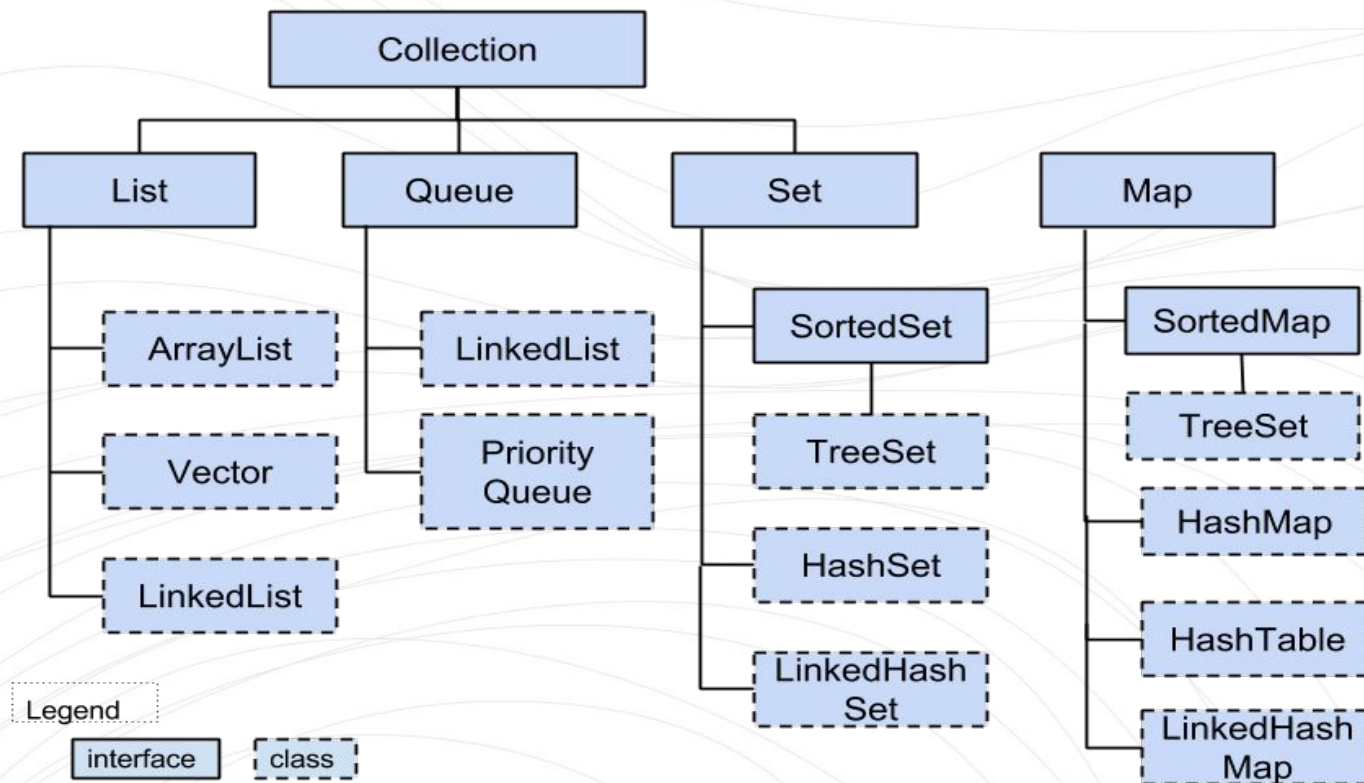 Collection
List
Queue
Set
Map
ArrayList
Vector
LinkedList
LinkedList
Priority
Queue
SortedSet
TreeSet
HashSet
LinkedHash
Set
SortedMap
TreeSet
HashMap
HashTable
LinkedHash
Map
Legend
interface
class